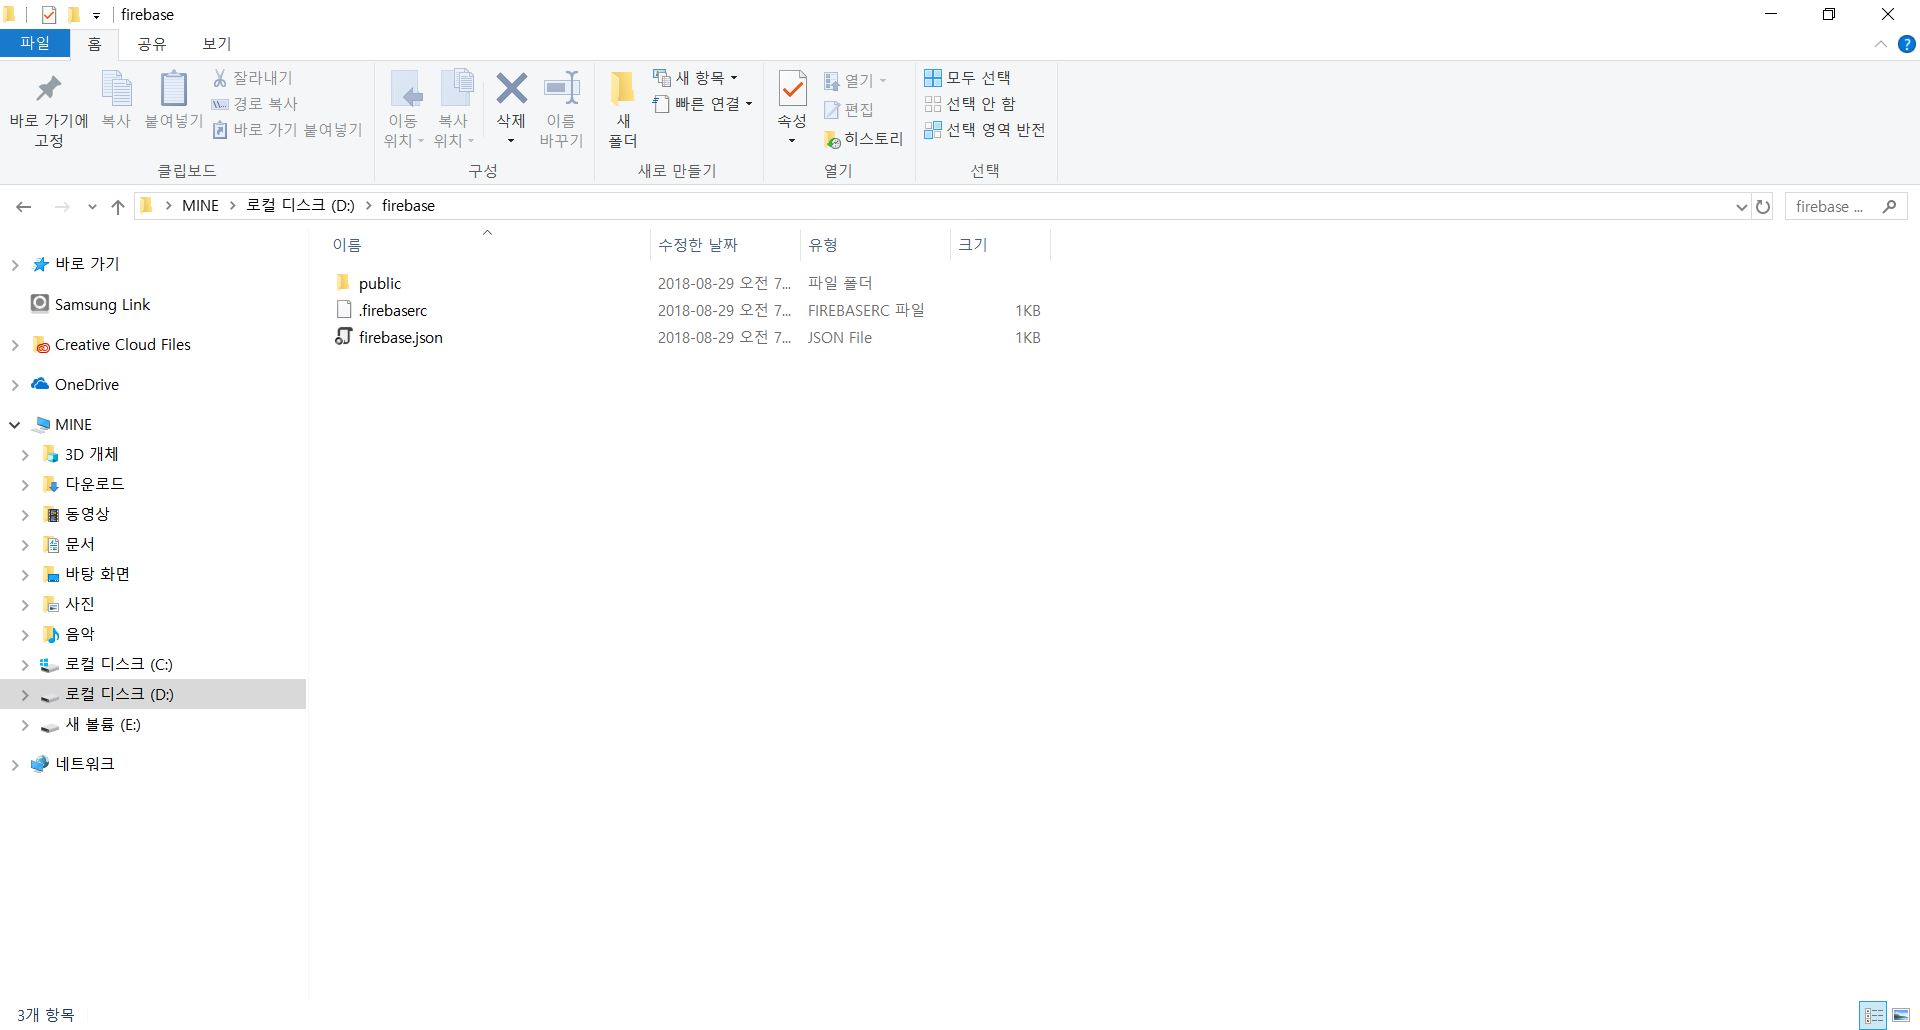 firebase
파일 홈 공유 보기
바로 가기에
고정
복사
붙여넣기
잘라내기
경로 복사
바로 가기 붙여넣기
클립보드
이동
위치
복사
위치
삭제
이름
바꾸기
구성
새
폴더
새 항목
빠른 연결
새로 만들기
속성
열기
편집
히스토리
열기
모두 선택
선택 안 함
선택 영역 반전
선택
MINE > 로컬 디스크 (D:) > firebase
firebase ...
이름 수정한 날짜 유형 크기
public 2018-08-29 오전 7... 파일 폴더
.firebaserc 2018-08-29 오전 7... FIREBASERC 파일 1KB
firebase.json 2018-08-29 오전 7... JSON File 1KB
바로 가기
Samsung Link
Creative Cloud Files
OneDrive
MINE
3D 개체
다운로드
동영상
문서
바탕 화면
사진
음악
로컬 디스크 (C:)
로컬 디스크 (D:)
새 볼륨 (E:)
네트워크
3개 항목